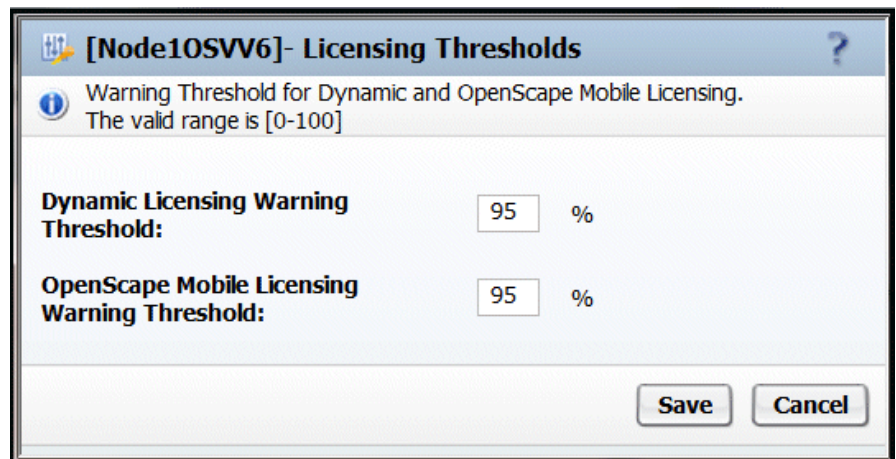 [Node1OSVV6]- Licensing Thresholds ?
Warning Threshold for Dynamic and OpenScape Mobile Licensing.
The valid range is [0-100]
Dynamic Licensing Warning
Threshold:
95 %
OpenScape Mobile Licensing
Warning Threshold:
95 %
Save Cancel